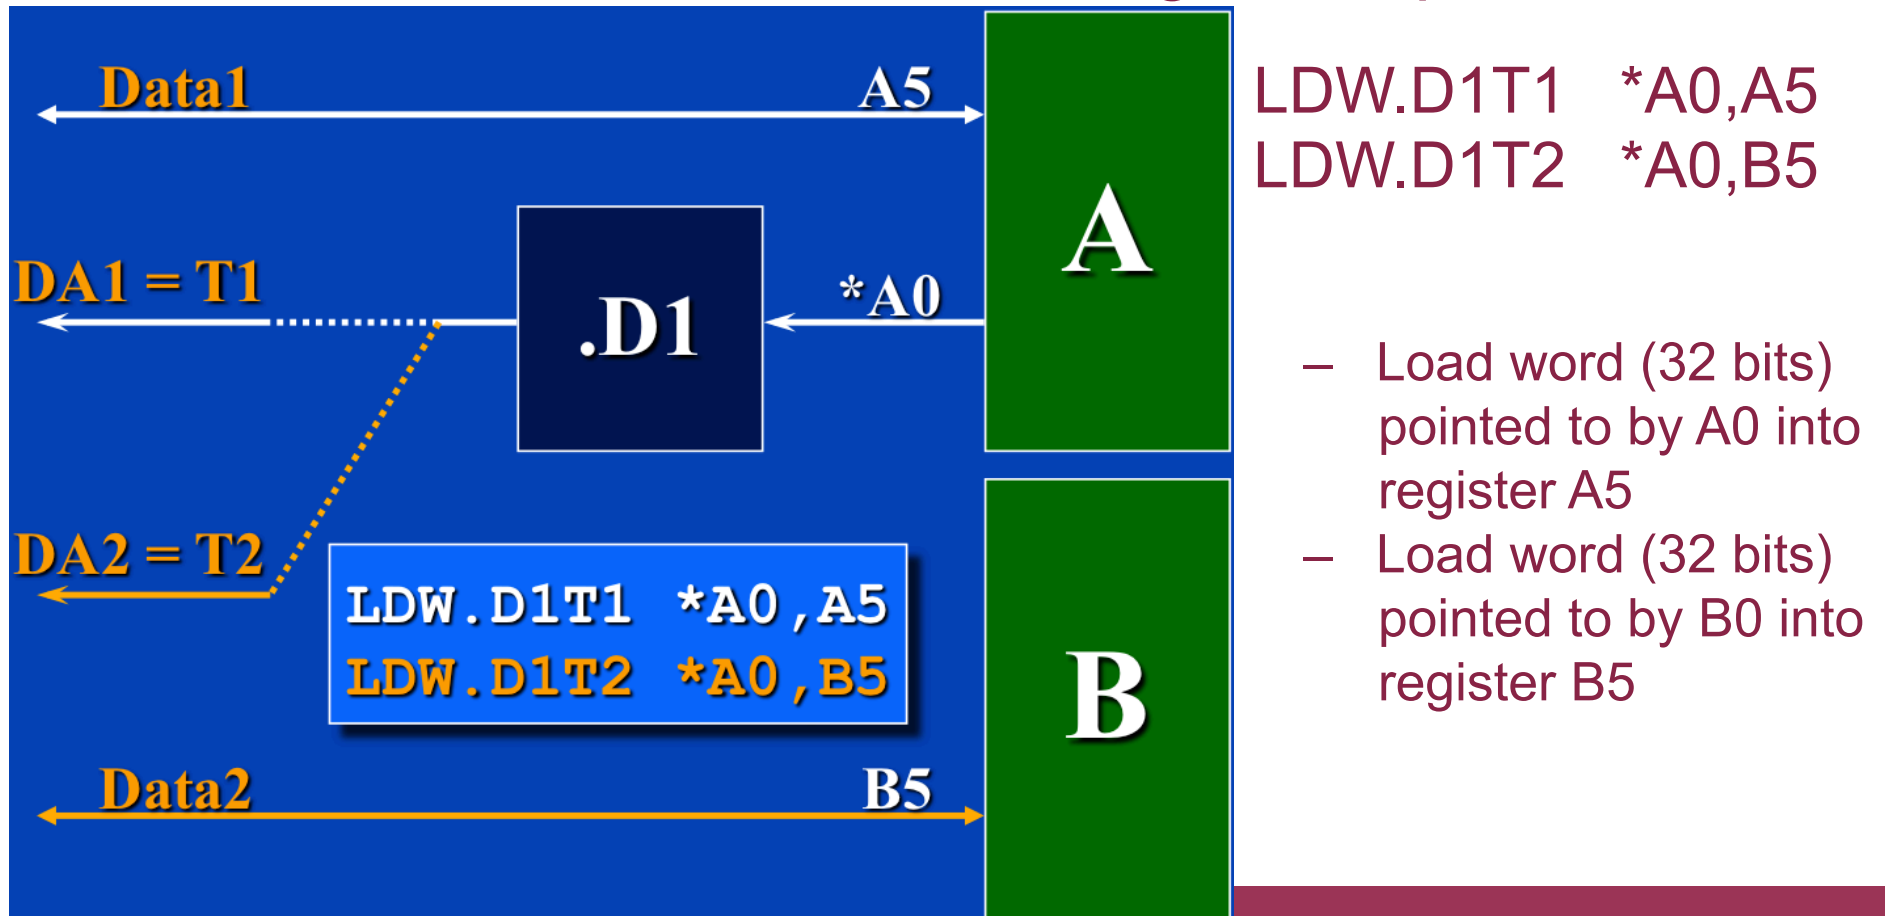 Data1
A5
DA1 = T1
.D1
*A0
A
DA2 = T2
LDW.D1T1 *A0,A5
LDW.D1T2 *A0,B5
B
Data2
B5
LDW.D1T1 *A0,A5
LDW.D1T2 *A0,B5
– Load word (32 bits)
pointed to by A0 into
register A5
– Load word (32 bits)
pointed to by B0 into
register B5